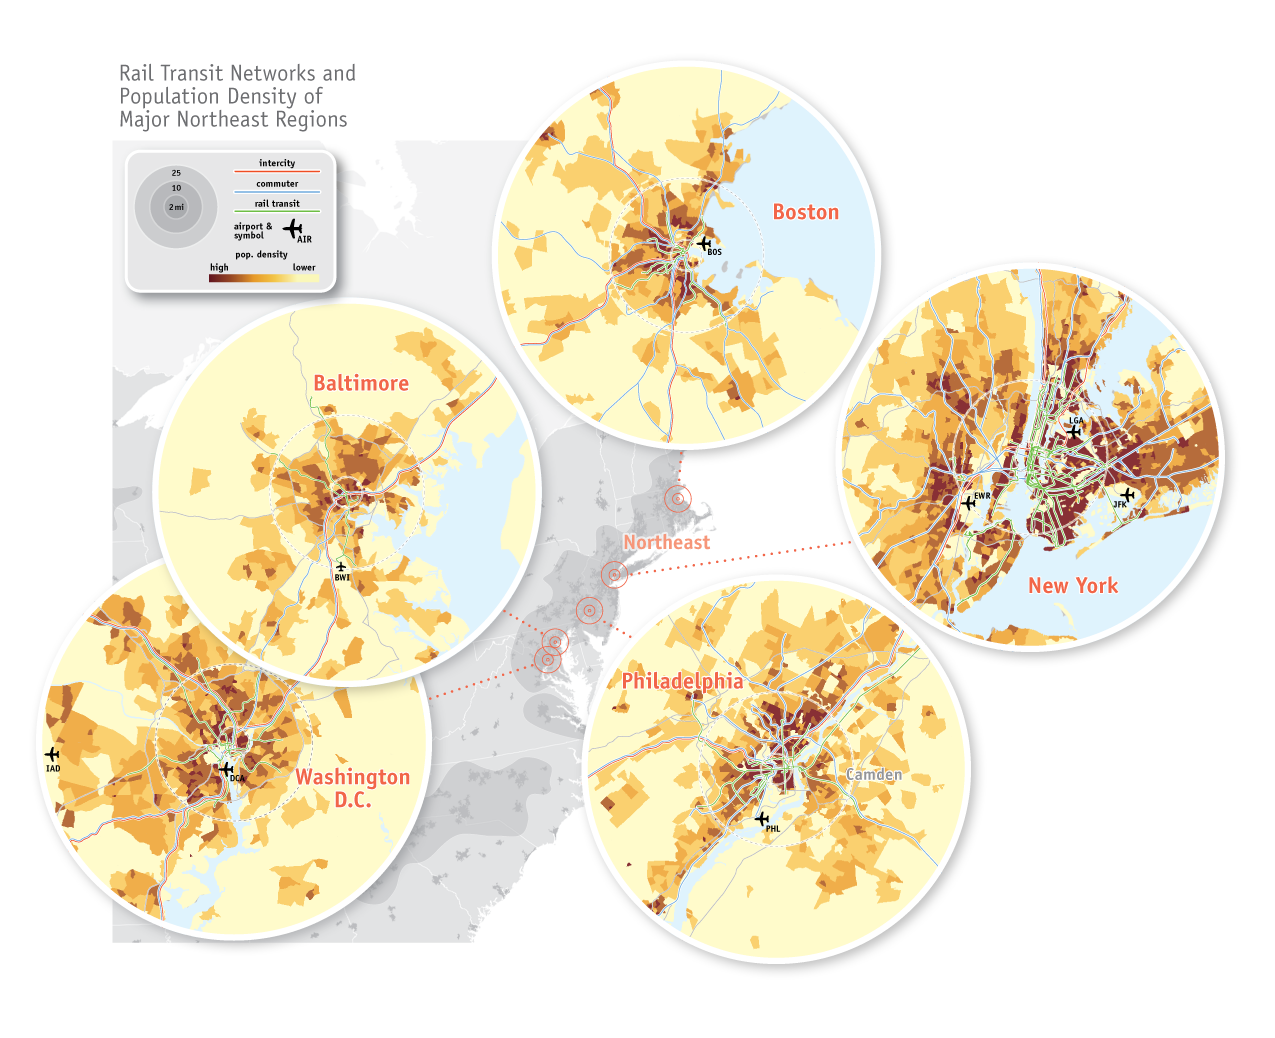 Rail Transit Networks and
Population Density of
Major Northeast Regions
25
10
2 mi
intercity
commuter
rail transit
airport &
symbol
AIR
pop. density
high
lower
Boston
BOS
Baltimore
BWI
LGA
EWR
JFK
New York
Northeast
Philadelphia
Camden
PHL
IAD
DCA
Washington
D.C.